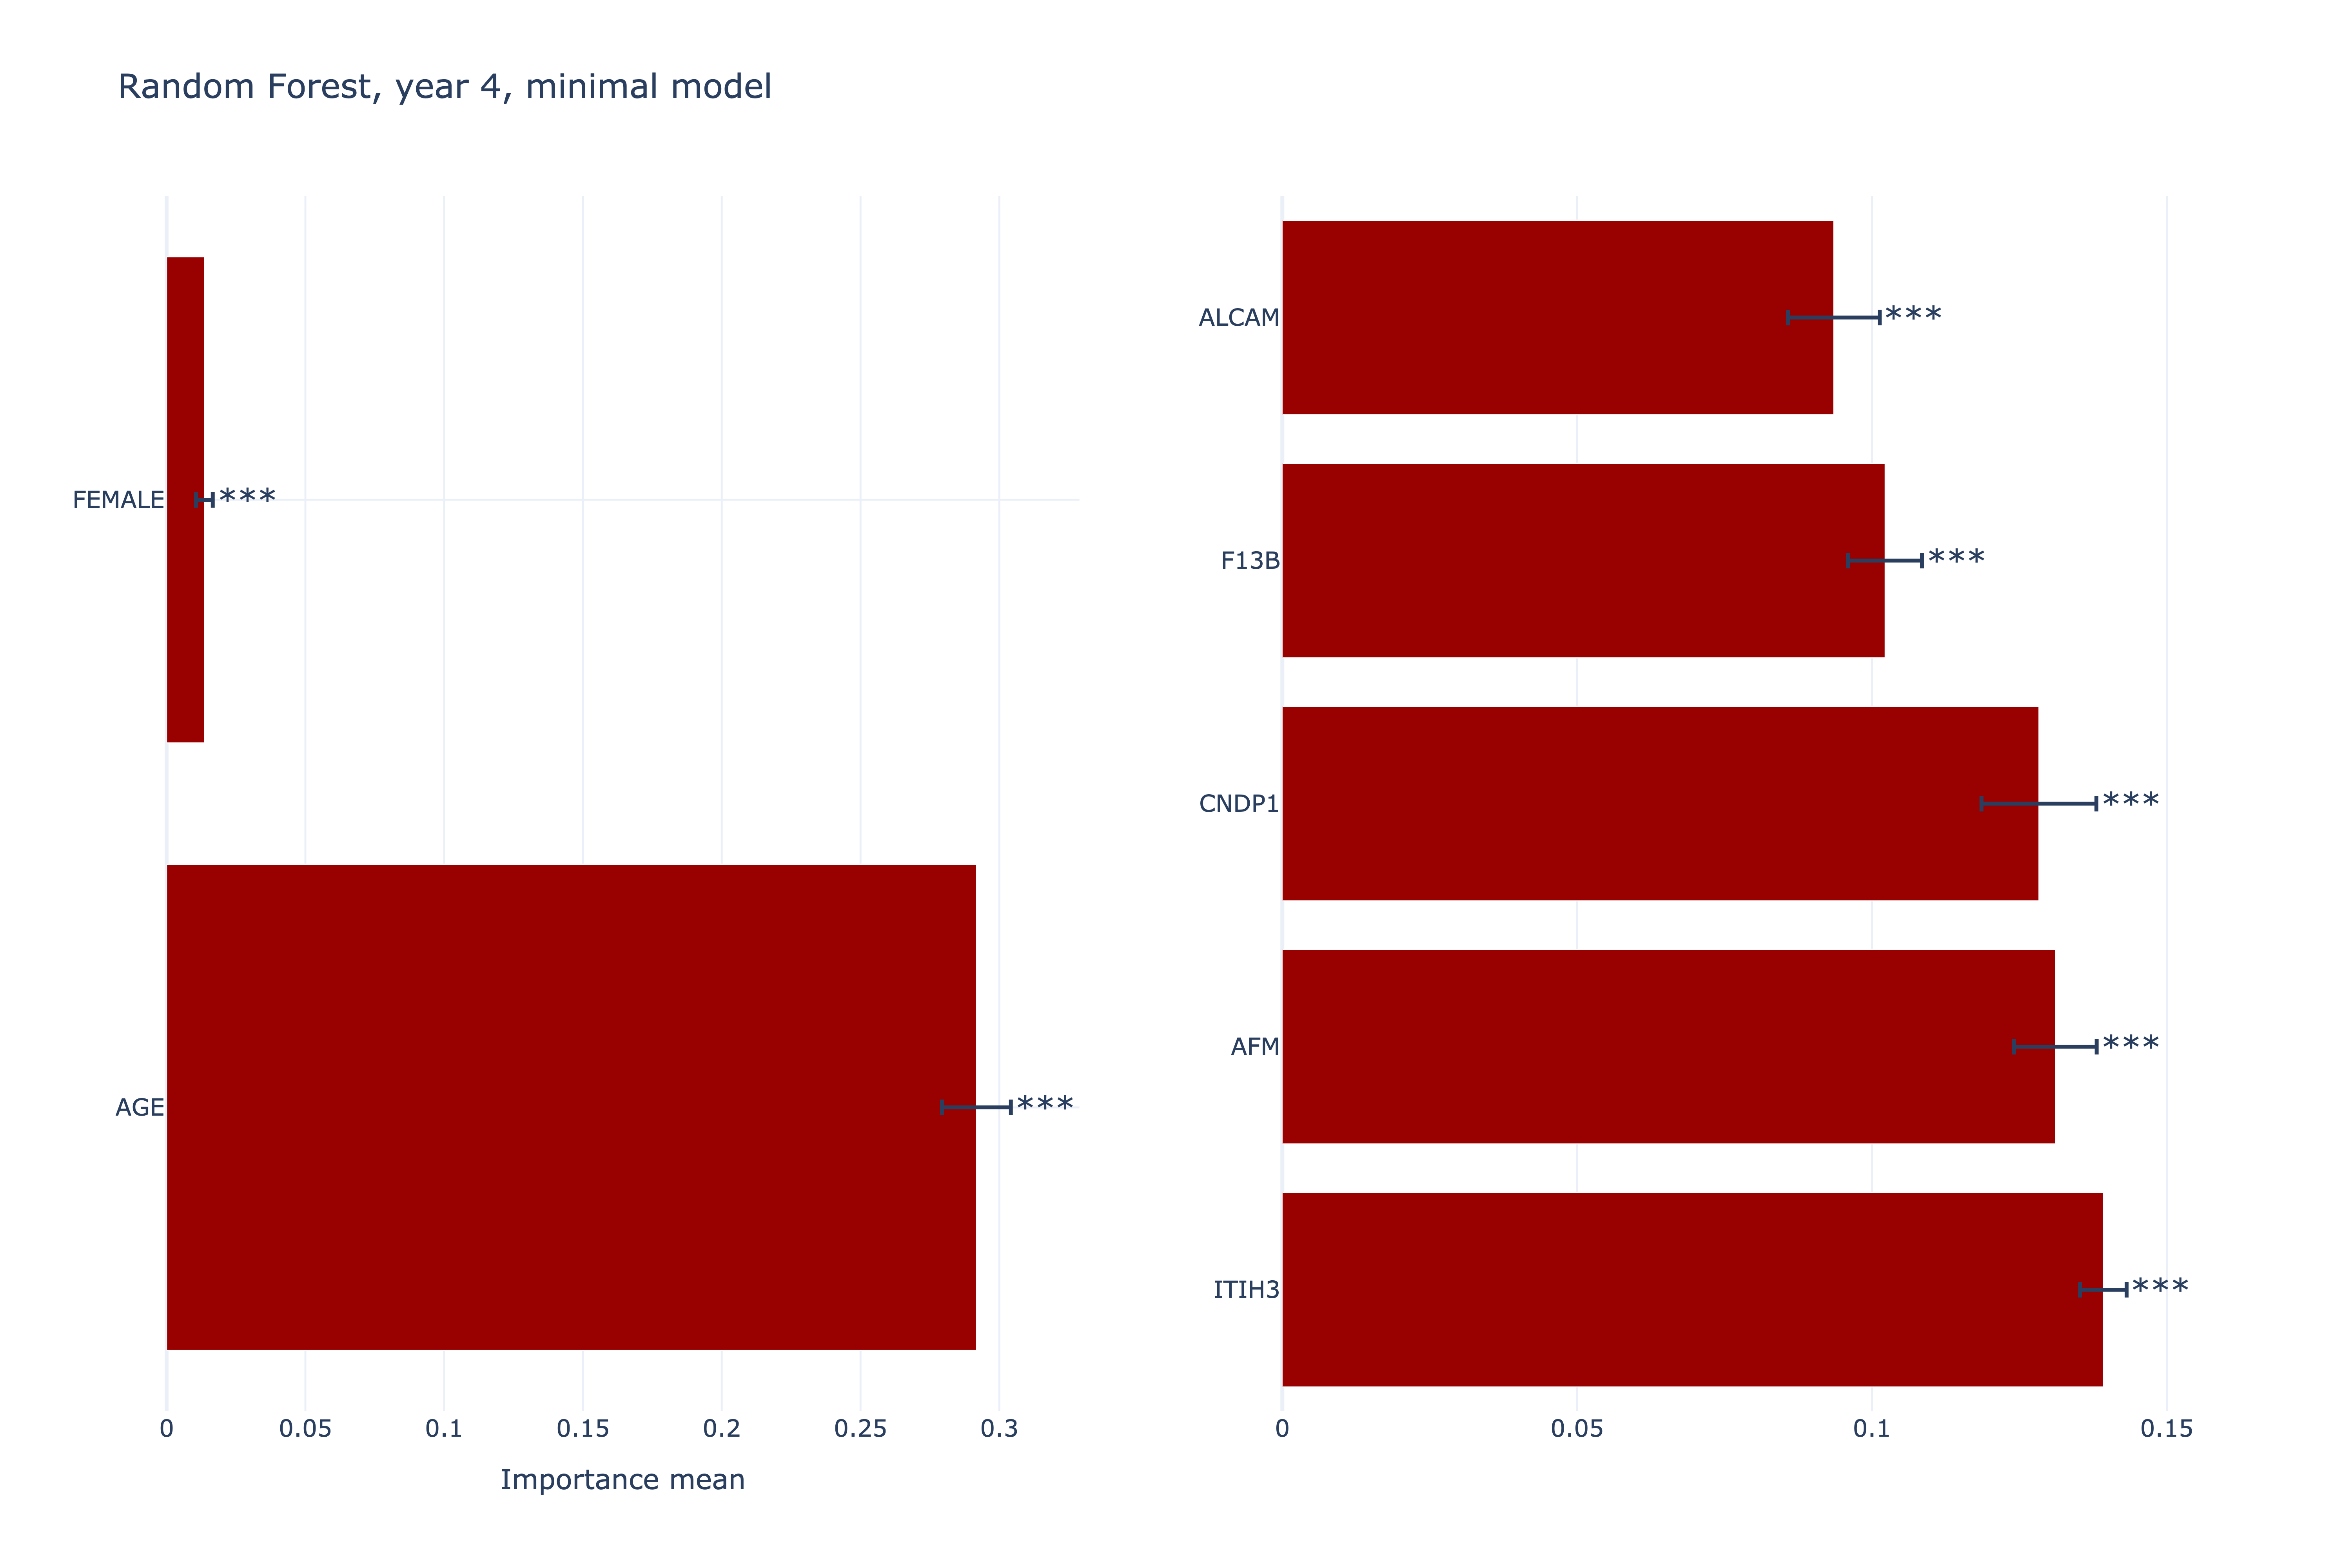 Random Forest, year 4, minimal model
FEMALE
***
AGE
***
0 0.05 0.1 0.15 0.2 0.25 0.3
Importance mean
ALCAM
***
F13B
***
CNDP1
***
AFM
***
ITIH3
***
0 0.05 0.1 0.15